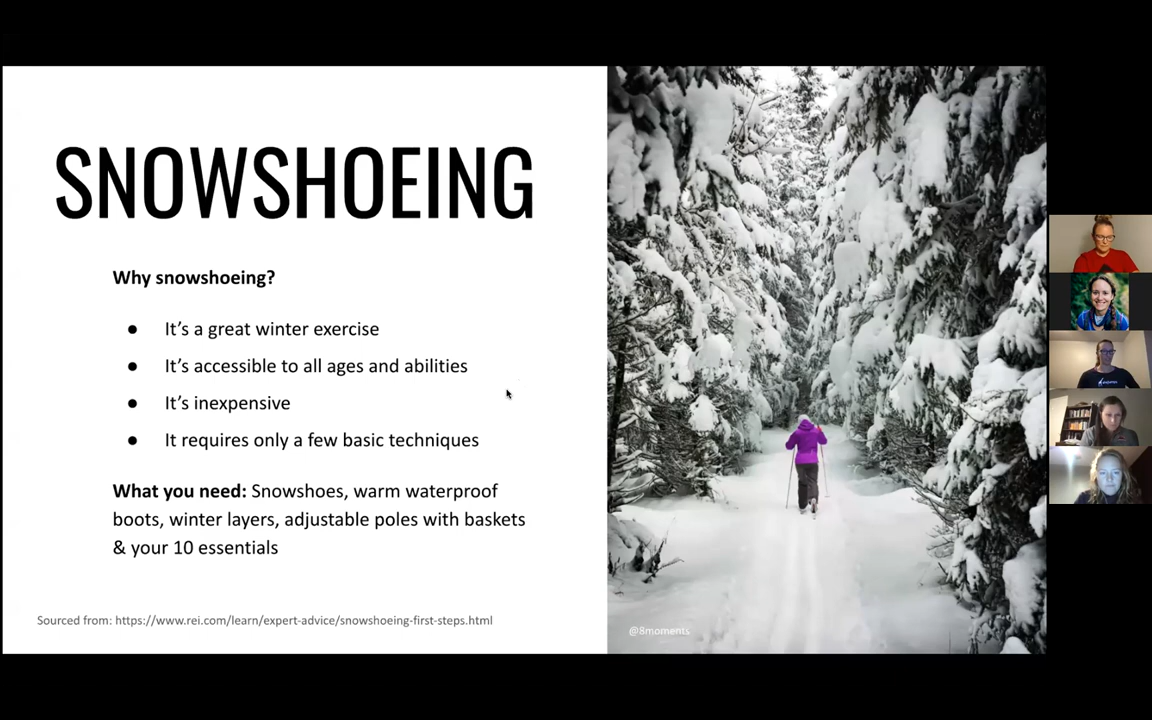 SNOWSHOEING
Why snowshoeing?
● It's a great winter exercise
● It's accessible to all ages and abilities
● It's inexpensive
● It requires only a few basic techniques
What you need: Snowshoes, warm waterproof
boots, winter layers, adjustable poles with baskets
& your 10 essentials
Sourced from: https://www.rei.com/learn/expert-advice/snowshoeing-first-steps.html
@8moments